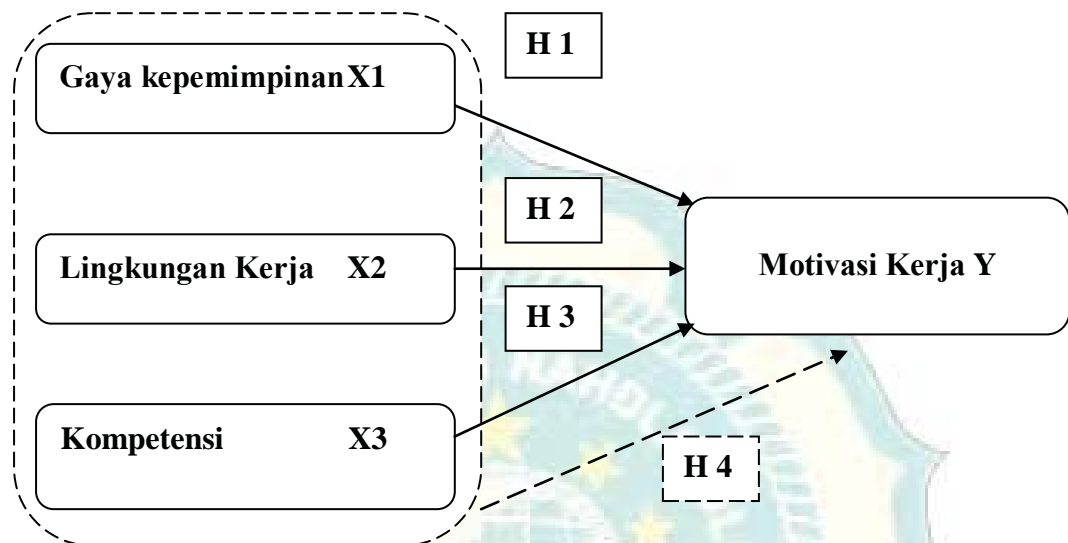 H 1
Gaya kepemimpinan X1
H 2
Lingkungan Kerja X2
Motivasi Kerja Y
H 3
Kompetensi X3
H 4